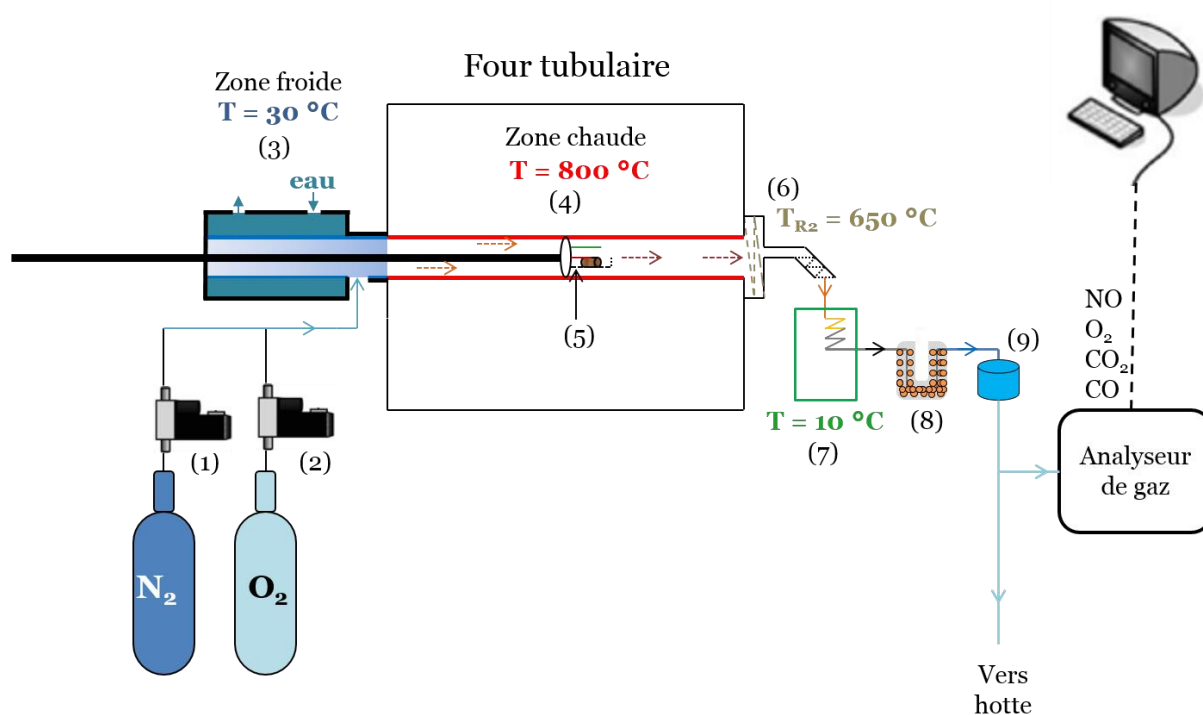 Four tubulaire
Zone froide
T = 30 °C
(3)
eau
Zone chaude
T = 800 °C
(4)
(6)
T_R2 = 650 °C
(5)
(1)
(2)
N₂
O₂
T = 10 °C
(7)
(8)
(9)
NO
O₂
CO₂
CO
Analyseur
de gaz
Vers
hotte